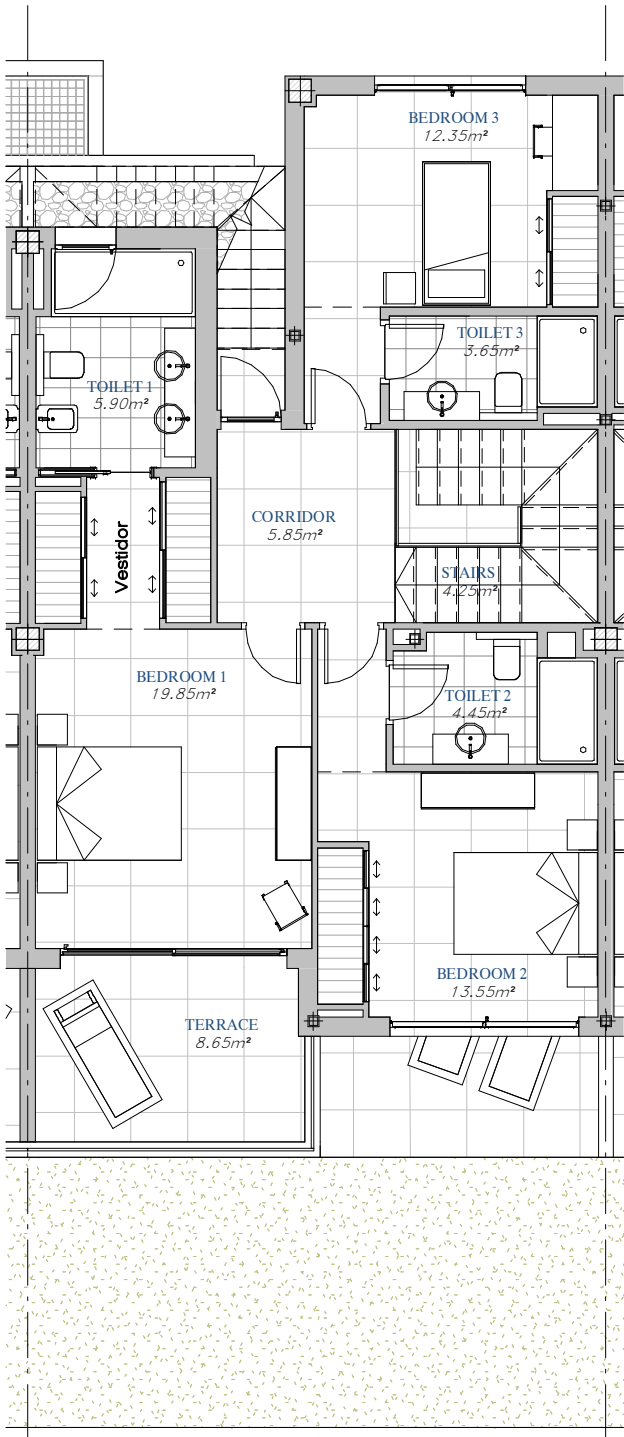 BEDROOM 3
12.35m²
TOILET 3
3.65m²
TOILET 1
5.90m²
CORRIDOR
5.85m²
Vestidor
STAIRS
4.25m²
BEDROOM 1
19.85m²
TOILET 2
4.45m²
BEDROOM 2
13.55m²
TERRACE
8.65m²